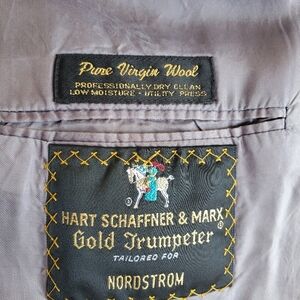 Pure Virgin Wool
PROFESSIONALLY DRY CLEAN
LOW MOISTURE - UTILITY PRESS
HART SCHAFFNER & MARX®
Gold Trumpeter®
TAILORED FOR
NORDSTROM